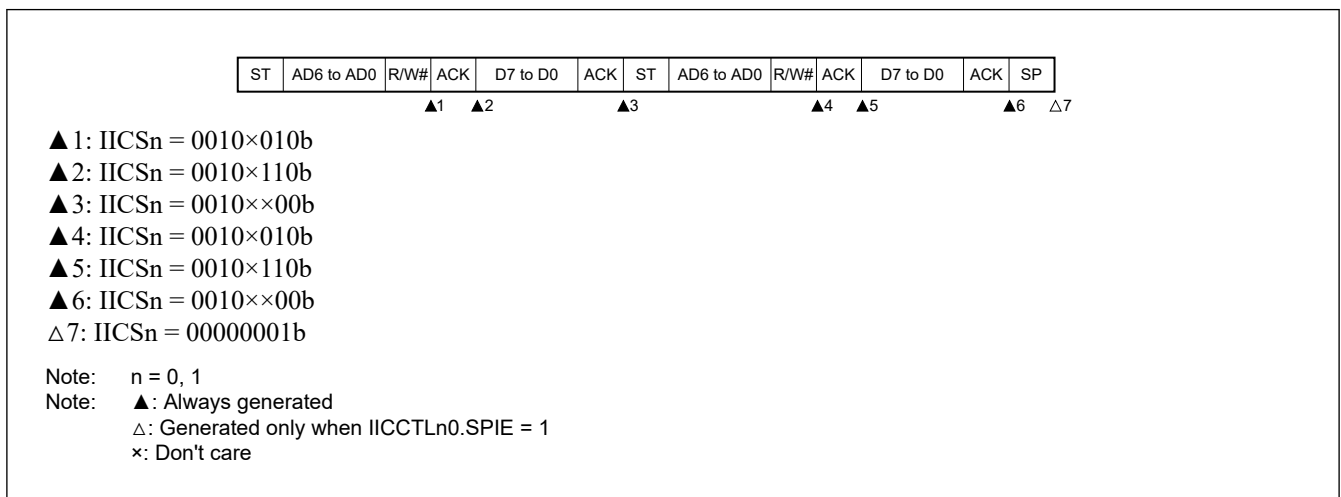 ST AD6 to AD0 R/W# ACK D7 to D0 ACK ST AD6 to AD0 R/W# ACK D7 to D0 ACK SP
▲1 ▲2 ▲3 ▲4 ▲5 ▲6 △7
▲1: IICSn = 0010×010b
▲2: IICSn = 0010×110b
▲3: IICSn = 0010××00b
▲4: IICSn = 0010×010b
▲5: IICSn = 0010×110b
▲6: IICSn = 0010××00b
△7: IICSn = 00000001b
Note: n = 0, 1
Note: ▲: Always generated
△: Generated only when IICCTLn0.SPIE = 1
×: Don't care